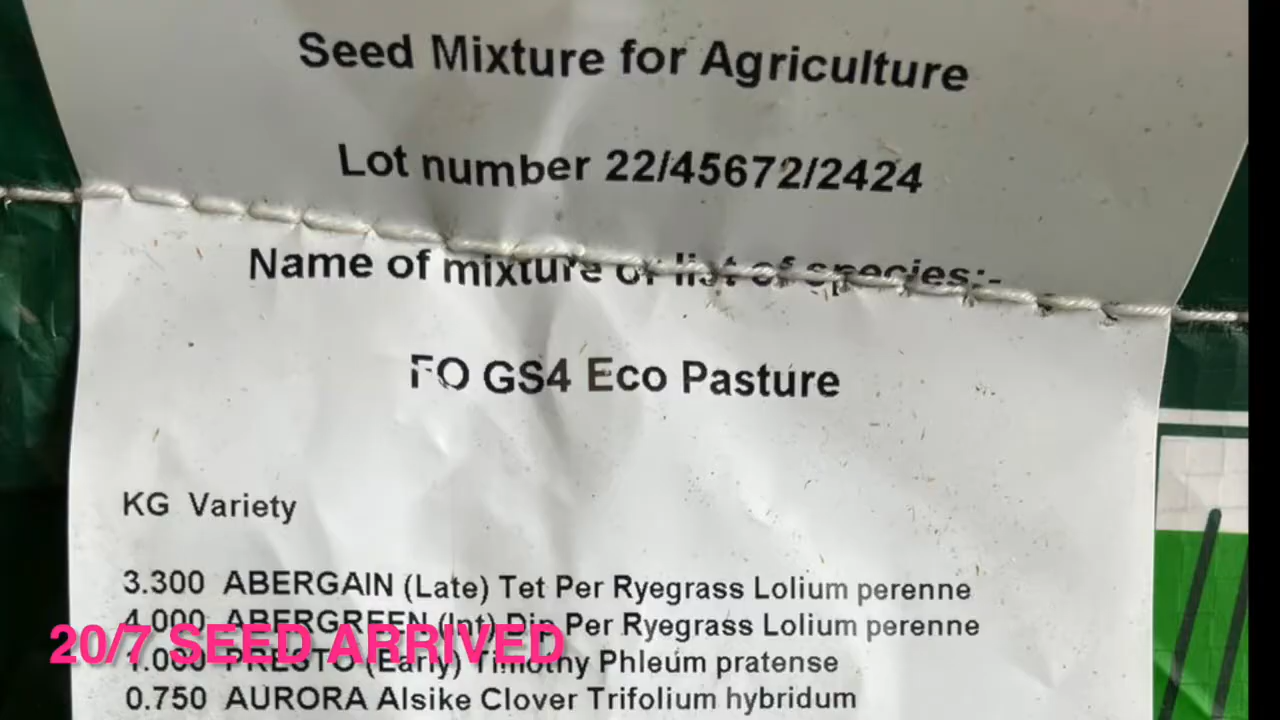 Seed Mixture for Agriculture
Lot number 22/45672/2424
Name of mixture or list of species:-
FO GS4 Eco Pasture
KG Variety
3.300 ABERGAIN (Late) Tet Per Ryegrass Lolium perenne
4.000 ABERGREEN (Int) Dip Per Ryegrass Lolium perenne
20/7 SEED ARRIVED
1.000 PRESTO (Early) Timothy Phleum pratense
0.750 AURORA Alsike Clover Trifolium hybridum